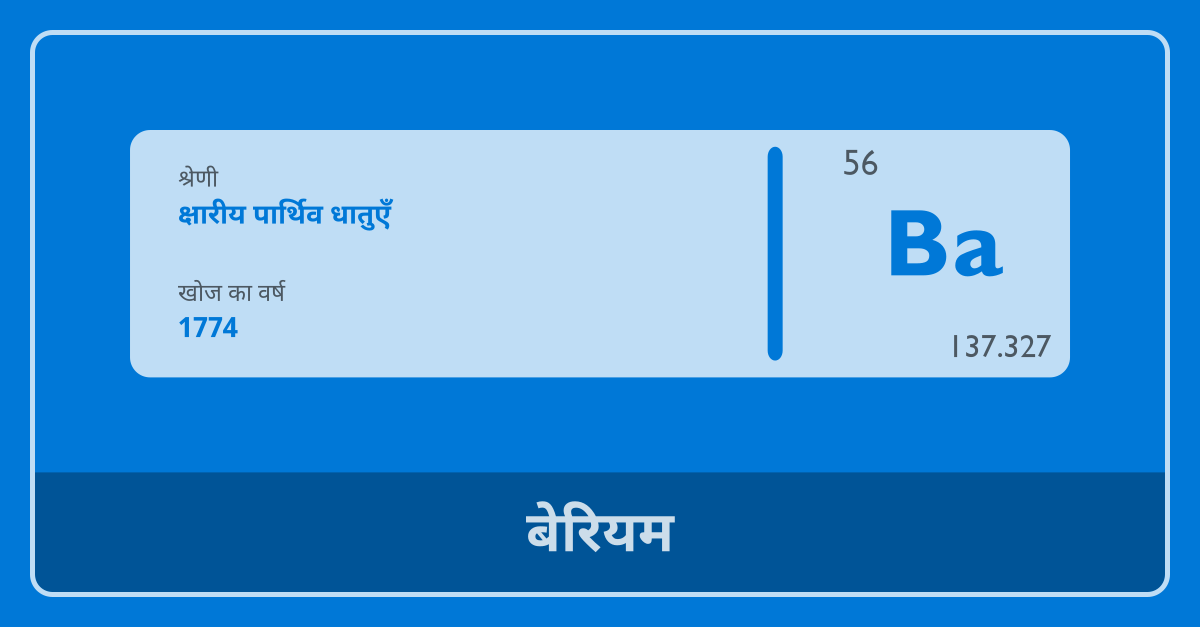 श्रेणी
क्षारीय पार्थिव धातुएँ
खोज का वर्ष
1774
56
Ba
137.327
बेरियम